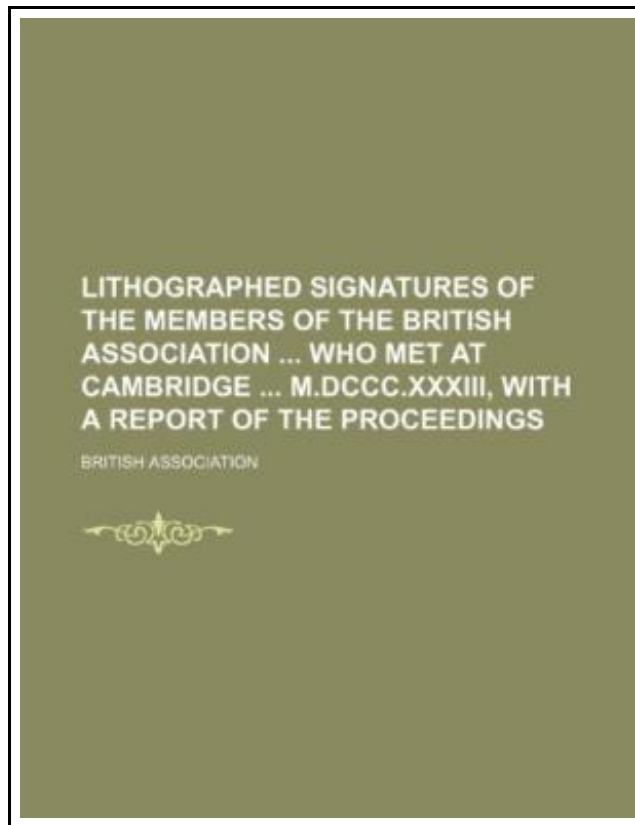 LITHOGRAPHED SIGNATURES OF
THE MEMBERS OF THE BRITISH
ASSOCIATION ... WHO MET AT
CAMBRIDGE ... M.DCCC.XXXIII, WITH
A REPORT OF THE PROCEEDINGS
BRITISH ASSOCIATION